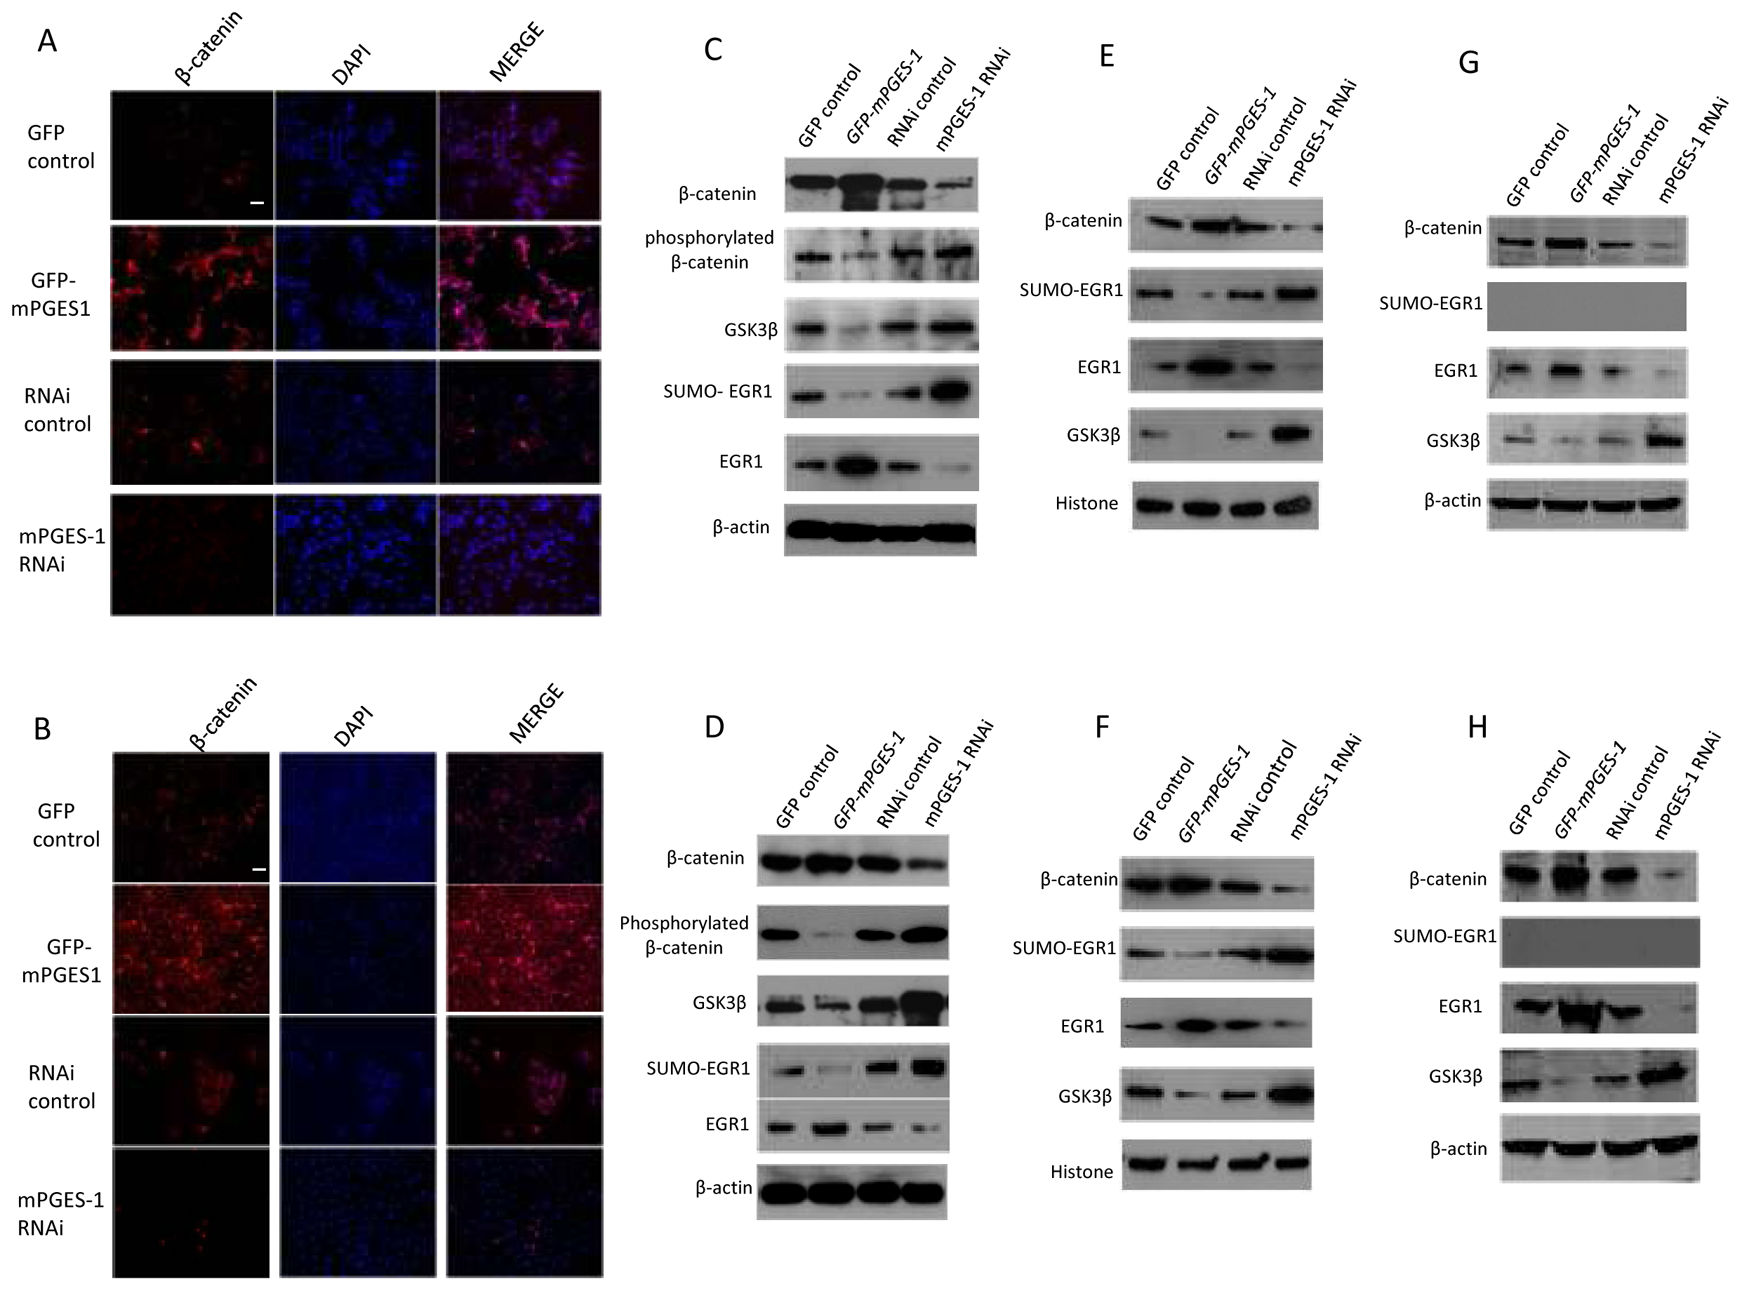 A
β-catenin
DAPI
MERGE
GFP
control
GFP-
mPGES1
RNAi
control
mPGES-1
RNAi
B
β-catenin
DAPI
MERGE
GFP
control
GFP-
mPGES1
RNAi
control
mPGES-1
RNAi
C
GFP control
GFP-mPGES-1
RNAi control
mPGES-1 RNAi
β-catenin
phosphorylated
β-catenin
GSK3β
SUMO- EGR1
EGR1
β-actin
D
GFP control
GFP-mPGES-1
RNAi control
mPGES-1 RNAi
β-catenin
Phosphorylated
β-catenin
GSK3β
SUMO-EGR1
EGR1
β-actin
E
GFP control
GFP-mPGES-1
RNAi control
mPGES-1 RNAi
β-catenin
SUMO-EGR1
EGR1
GSK3β
Histone
F
GFP control
GFP-mPGES-1
RNAi control
mPGES-1 RNAi
β-catenin
SUMO-EGR1
EGR1
GSK3β
Histone
G
GFP control
GFP-mPGES-1
RNAi control
mPGES-1 RNAi
β-catenin
SUMO-EGR1
EGR1
GSK3β
β-actin
H
GFP control
GFP-mPGES-1
RNAi control
mPGES-1 RNAi
β-catenin
SUMO-EGR1
EGR1
GSK3β
β-actin